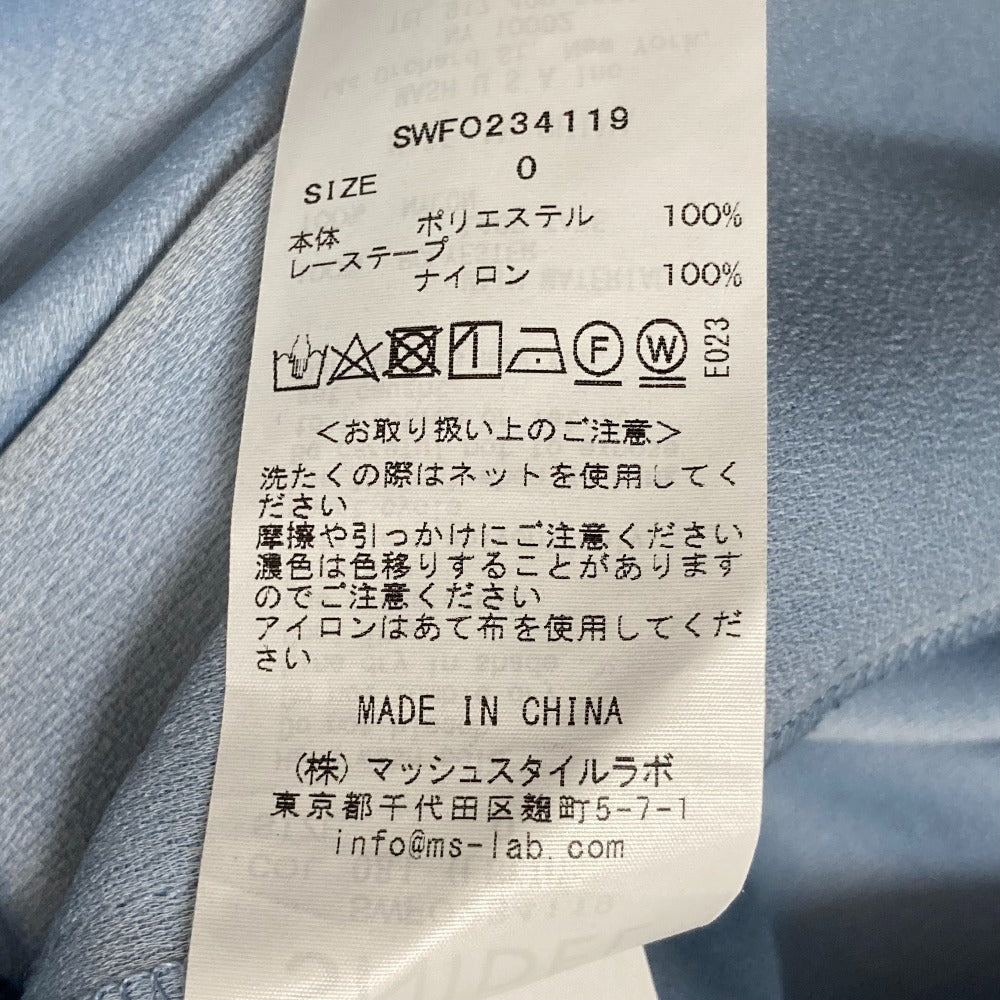 SWFO234119
SIZE 0
本体 ポリエステル 100%
レーステープ
ナイロン 100%
F W E023
<お取り扱い上のご注意>
洗たくの際はネットを使用してく
ださい
摩擦や引っかけにご注意ください
濃色は色移りすることがあります
のでご注意ください
アイロンはあて布を使用してくだ
さい
MADE IN CHINA
(株)マッシュスタイルラボ
東京都千代田区麹町5-7-1
info@ms-lab.com